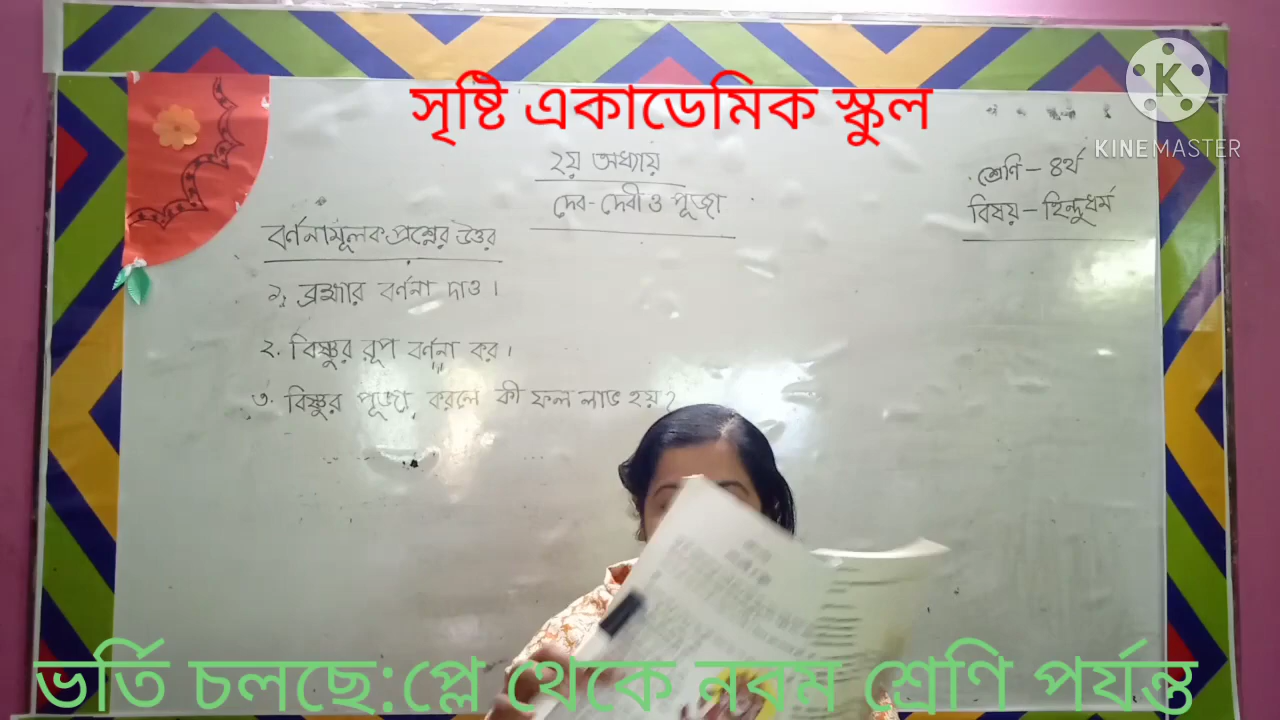 সৃষ্টি একাডেমিক স্কুল
K
KINEMASTER
২য় অধ্যায়
দেব-দেবী ও পূজা
শ্রেণি - ৪র্থ
বিষয় - হিন্দুধর্ম
বর্ণনামূলক প্রশ্নের উত্তর
১, ব্রহ্মার বর্ণনা দাও।
২. বিষ্ণুর রূপ বর্ণনা কর।
৩. বিষ্ণুর পূজা করলে কী ফল লাভ হয়?
ভর্তি চলছে:প্লে থেকে নবম শ্রেণি পর্যন্ত